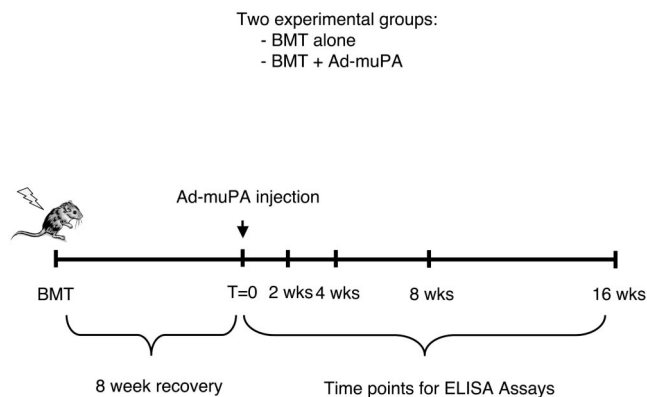 Two experimental groups:
- BMT alone
- BMT + Ad-muPA
Ad-muPA injection
BMT T=0 2 wks 4 wks 8 wks 16 wks
8 week recovery Time points for ELISA Assays